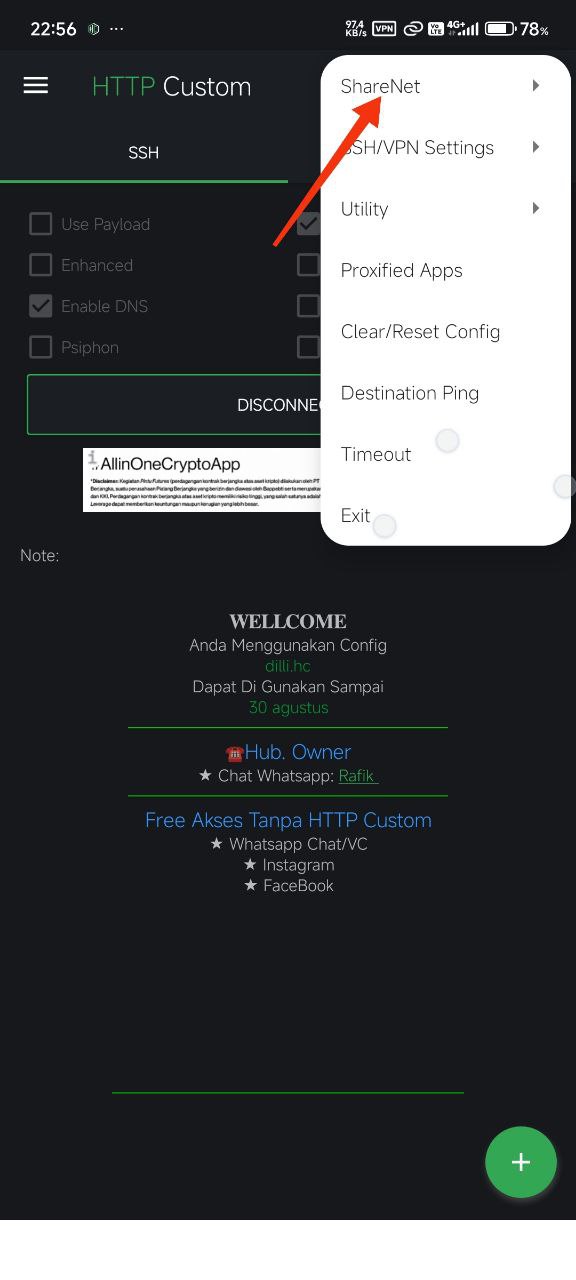 22:56
97,4 KB/s VPN Vo LTE 4G+ 78%
HTTP Custom
ShareNet
SSH
SSH/VPN Settings
Use Payload
Utility
Enhanced
Proxified Apps
Enable DNS
Clear/Reset Config
Psiphon
Destination Ping
DISCONNE
Timeout
AllinOneCryptoApp
*Disclaimer: Kegiatan Pintu Futures (perdagangan kontrak berjangka atas aset kripto) dilakukan oleh PT
Berjangka, suatu perusahaan Pialang Berjangka yang berizin dan diawasi oleh Bappebti serta merupaka
dan KKI. Perdagangan kontrak berjangka atas aset kripto memiliki risiko tinggi, yang salah satunya adalah
Leverage dapat memberikan keuntungan maupun kerugian yang lebih besar.
Exit
Note:
WELLCOME
Anda Menggunakan Config
dilli.hc
Dapat Di Gunakan Sampai
30 agustus
☎️Hub. Owner
★ Chat Whatsapp: Rafik
Free Akses Tanpa HTTP Custom
★ Whatsapp Chat/VC
★ Instagram
★ FaceBook